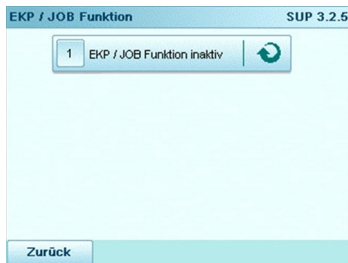 EKP / JOB Funktion SUP 3.2.5
1 EKP / JOB Funktion inaktiv
Zurück